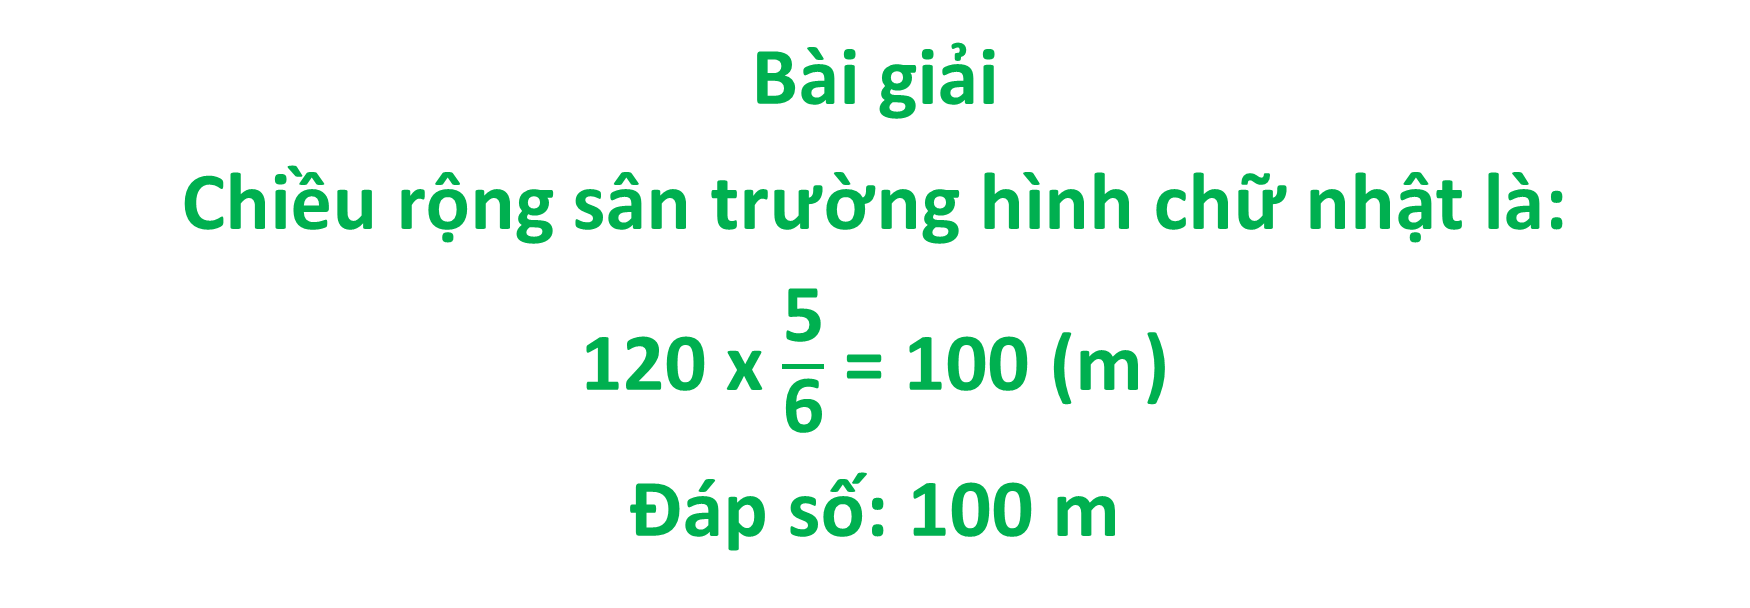 Bài giải
Chiều rộng sân trường hình chữ nhật là:
120 x 5/6 = 100 (m)
Đáp số: 100 m